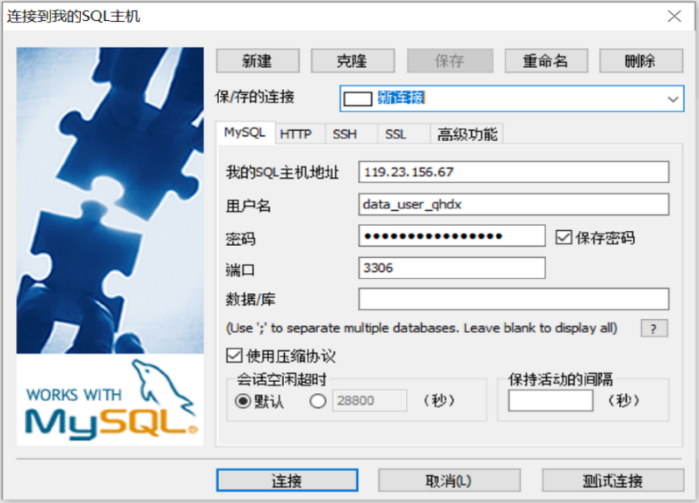 连接到我的SQL主机
新建 克隆 保存 重命名 删除
保/存的连接 新连接
MySQL HTTP SSH SSL 高级功能
我的SQL主机地址 119.23.156.67
用户名 data_user_qhdx
密码 ●●●●●●●●●●●●●●●● 保存密码
端口 3306
数据/库
(Use ';' to separate multiple databases. Leave blank to display all) ?
使用压缩协议
会话空闲超时 保持活动的间隔
默认 28800 (秒) (秒)
WORKS WITH
MySQL®
连接 取消(L) 测试连接